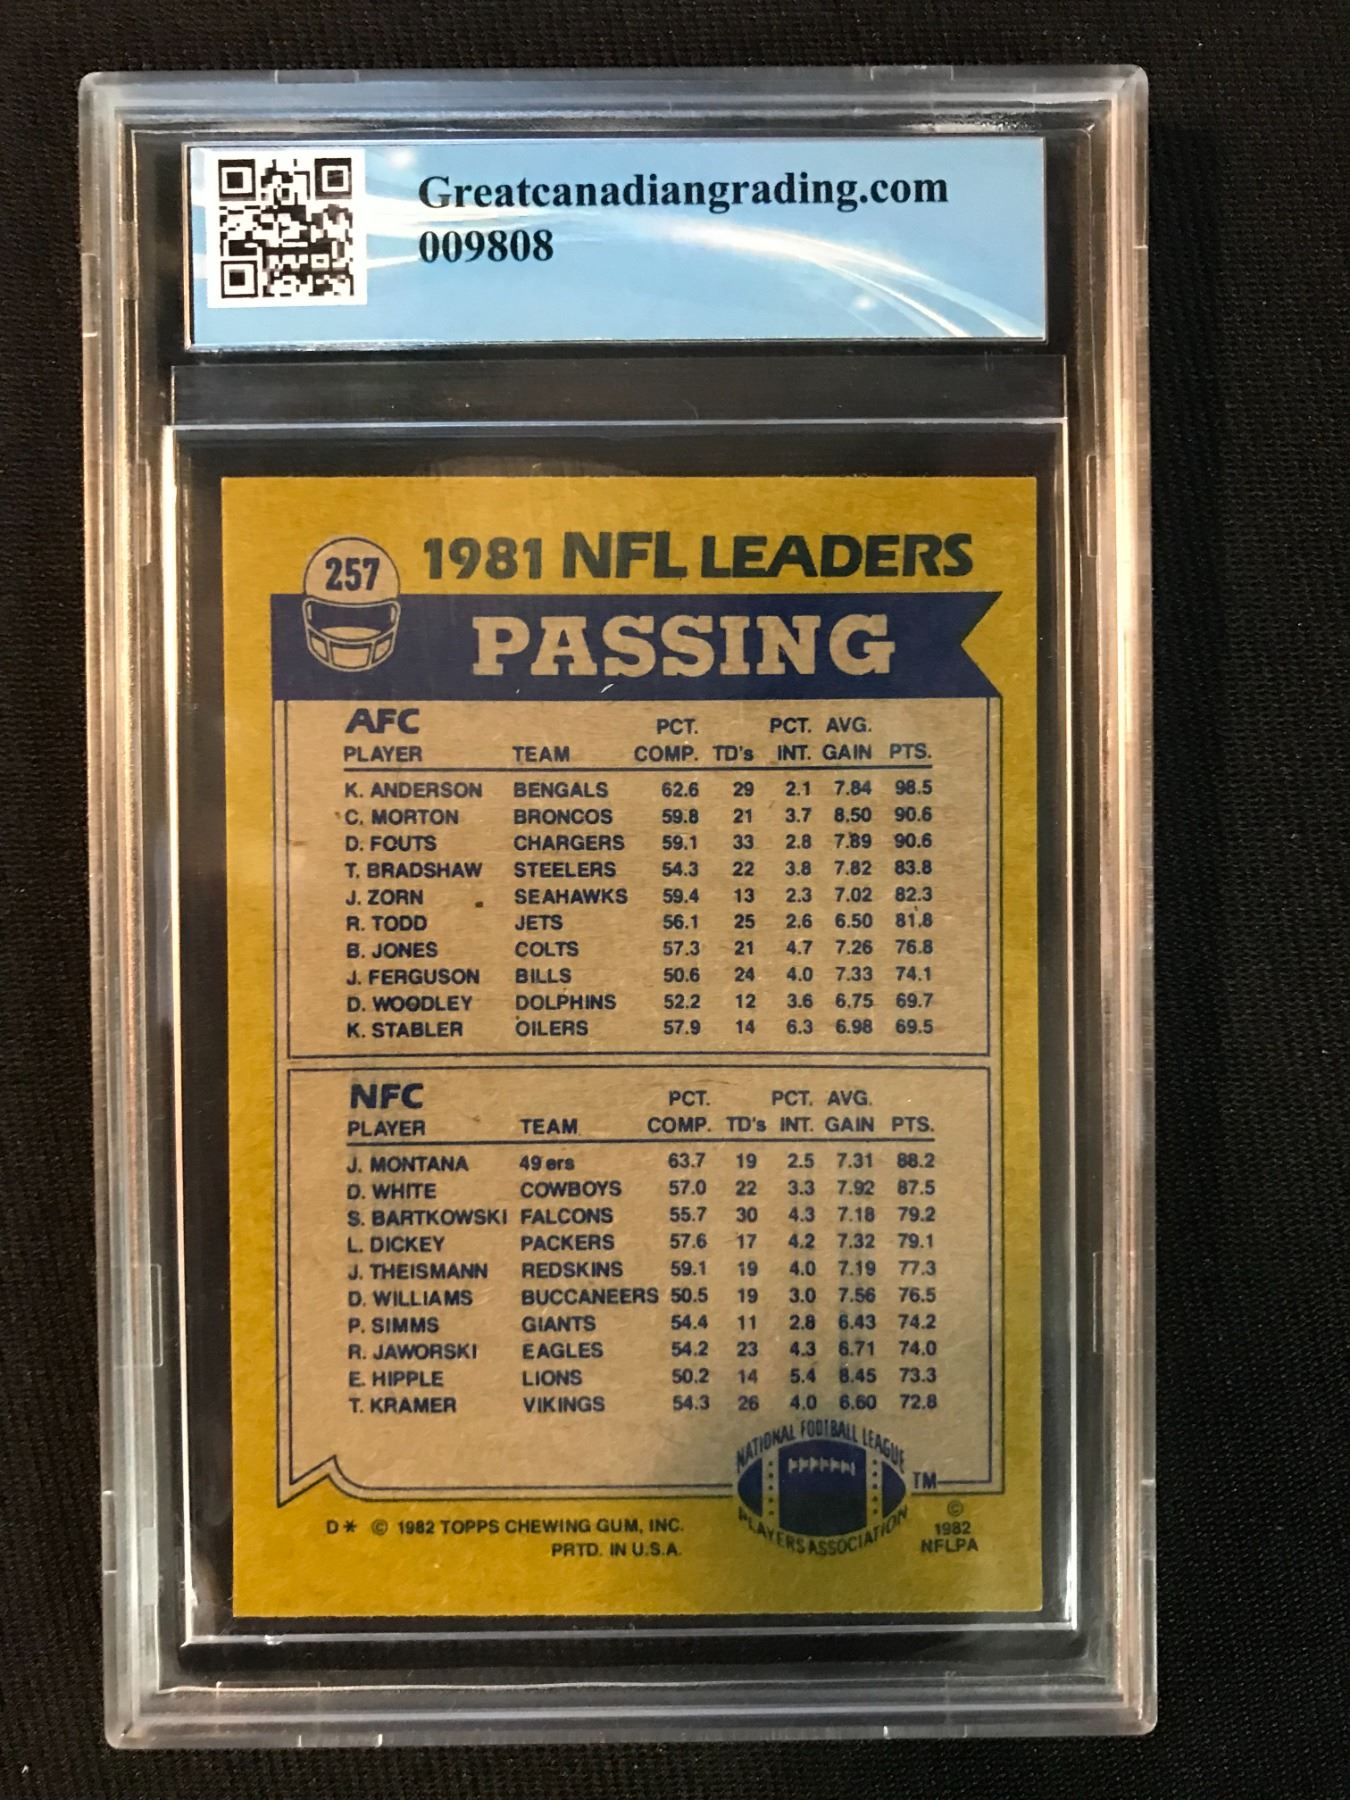 Greatcanadiangrading.com
009808
257
1981 NFL LEADERS
PASSING
AFC PCT. PCT. AVG.
PLAYER TEAM COMP. TD's INT. GAIN PTS.
K. ANDERSON BENGALS 62.6 29 2.1 7.84 98.5
C. MORTON BRONCOS 59.8 21 3.7 8.50 90.6
D. FOUTS CHARGERS 59.1 33 2.8 7.89 90.6
T. BRADSHAW STEELERS 54.3 22 3.8 7.82 83.8
J. ZORN SEAHAWKS 59.4 13 2.3 7.02 82.3
R. TODD JETS 56.1 25 2.6 6.50 81.8
B. JONES COLTS 57.3 21 4.7 7.26 76.8
J. FERGUSON BILLS 50.6 24 4.0 7.33 74.1
D. WOODLEY DOLPHINS 52.2 12 3.6 6.75 69.7
K. STABLER OILERS 57.9 14 6.3 6.98 69.5
NFC PCT. PCT. AVG.
PLAYER TEAM COMP. TD's INT. GAIN PTS.
J. MONTANA 49ers 63.7 19 2.5 7.31 88.2
D. WHITE COWBOYS 57.0 22 3.3 7.92 87.5
S. BARTKOWSKI FALCONS 55.7 30 4.3 7.18 79.2
L. DICKEY PACKERS 57.6 17 4.2 7.32 79.1
J. THEISMANN REDSKINS 59.1 19 4.0 7.19 77.3
D. WILLIAMS BUCCANEERS 50.5 19 3.0 7.56 76.5
P. SIMMS GIANTS 54.4 11 2.8 6.43 74.2
R. JAWORSKI EAGLES 54.2 23 4.3 6.71 74.0
E. HIPPLE LIONS 50.2 14 5.4 8.45 73.3
T. KRAMER VIKINGS 54.3 26 4.0 6.60 72.8
NATIONAL FOOTBALL LEAGUE
PLAYERS ASSOCIATION
TM
D* © 1982 TOPPS CHEWING GUM, INC.
PRTD. IN U.S.A.
©
1982
NFLPA